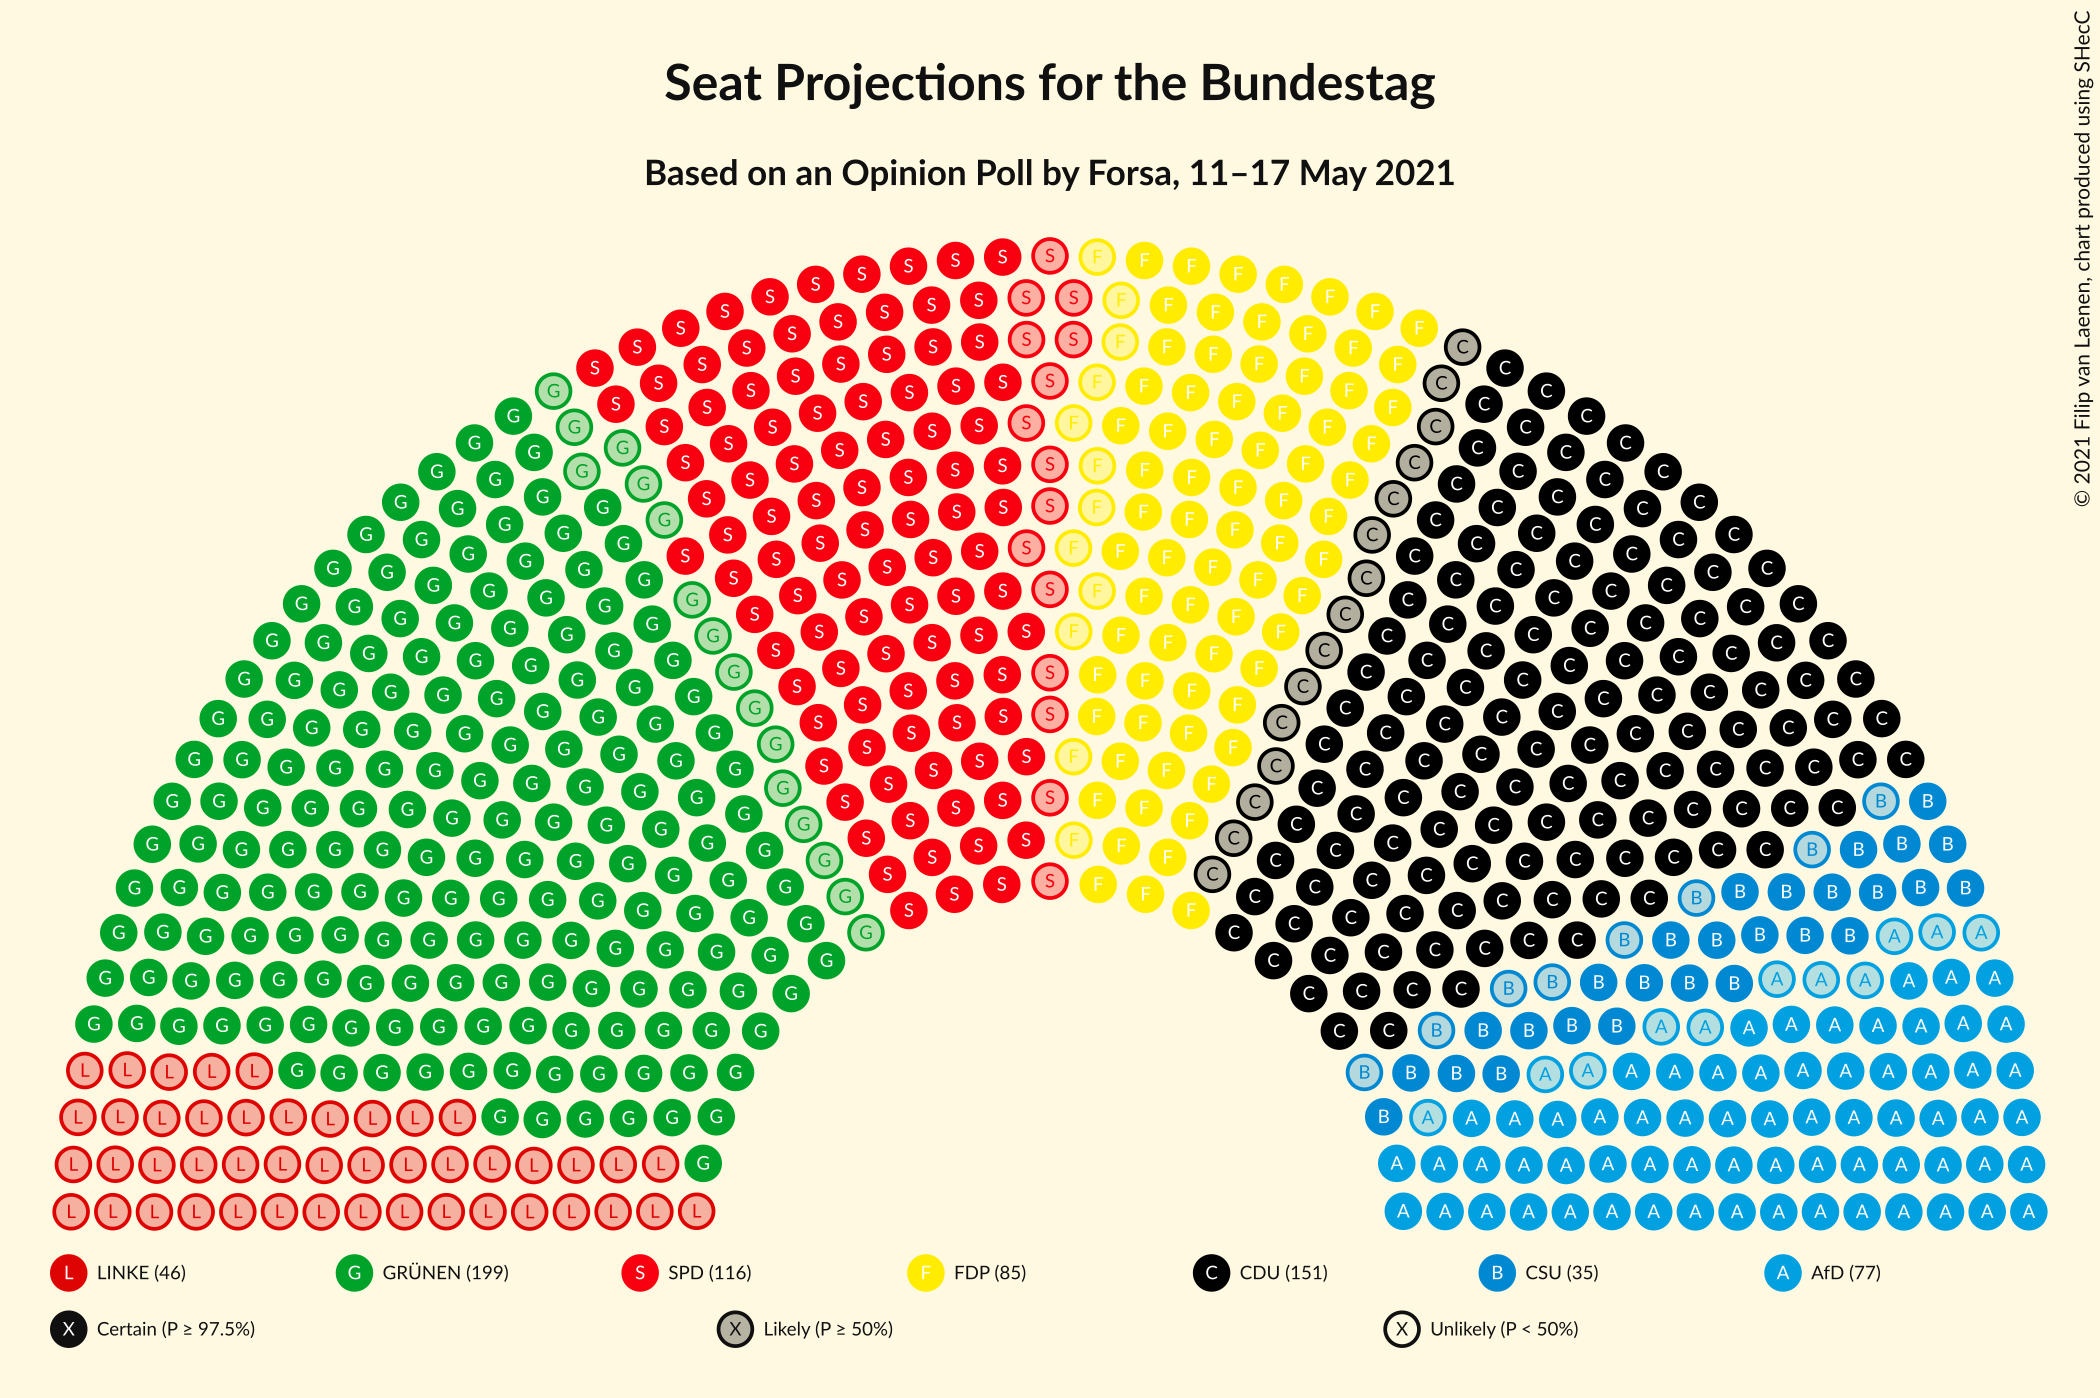 Seat Projections for the Bundestag
Based on an Opinion Poll by Forsa, 11–17 May 2021
© 2021 Filip van Laenen, chart produced using SHecC
L LINKE (46) G GRÜNEN (199) S SPD (116) F FDP (85) C CDU (151) B CSU (35) A AfD (77)
X Certain (P ≥ 97.5%) X Likely (P ≥ 50%) X Unlikely (P < 50%)